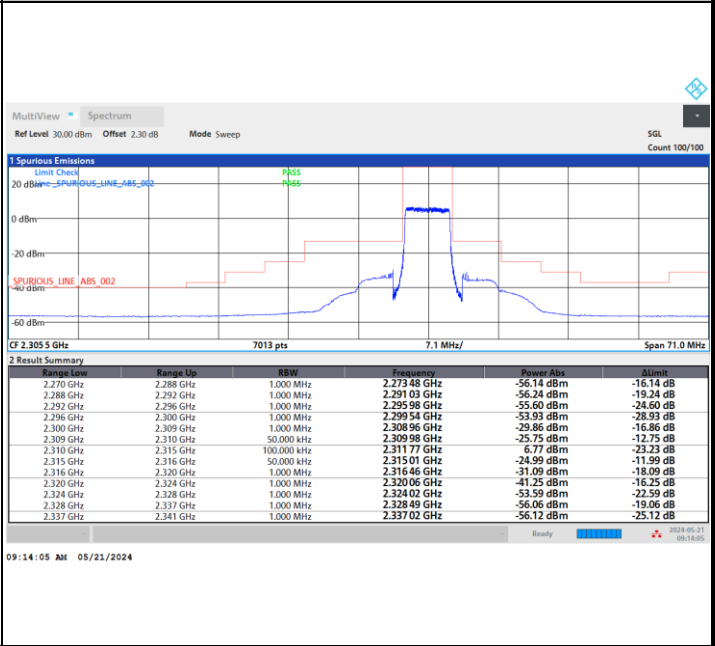 MultiView Spectrum
Ref Level 30.00 dBm Offset 2.30 dB Mode Sweep SGL
Count 100/100
1 Spurious Emissions
Limit Check PASS
20 dBm Line _SPURIOUS_LINE_ABS_002 PASS
0 dBm
-20 dBm
SPURIOUS_LINE_ABS_002
-40 dBm
-60 dBm
CF 2.305 5 GHz 7013 pts 7.1 MHz/ Span 71.0 MHz
2 Result Summary
Range Low Range Up RBW Frequency Power Abs ΔLimit
2.270 GHz 2.288 GHz 1.000 MHz 2.273 48 GHz -56.14 dBm -16.14 dB
2.288 GHz 2.292 GHz 1.000 MHz 2.291 03 GHz -56.24 dBm -19.24 dB
2.292 GHz 2.296 GHz 1.000 MHz 2.295 98 GHz -55.60 dBm -24.60 dB
2.296 GHz 2.300 GHz 1.000 MHz 2.299 54 GHz -53.93 dBm -28.93 dB
2.300 GHz 2.309 GHz 1.000 MHz 2.308 96 GHz -29.86 dBm -16.86 dB
2.309 GHz 2.310 GHz 50.000 kHz 2.309 98 GHz -25.75 dBm -12.75 dB
2.310 GHz 2.315 GHz 100.000 kHz 2.311 77 GHz 6.77 dBm -23.23 dB
2.315 GHz 2.316 GHz 50.000 kHz 2.315 01 GHz -24.99 dBm -11.99 dB
2.316 GHz 2.320 GHz 1.000 MHz 2.316 46 GHz -31.09 dBm -18.09 dB
2.320 GHz 2.324 GHz 1.000 MHz 2.320 06 GHz -41.25 dBm -16.25 dB
2.324 GHz 2.328 GHz 1.000 MHz 2.324 02 GHz -53.59 dBm -22.59 dB
2.328 GHz 2.337 GHz 1.000 MHz 2.328 49 GHz -56.06 dBm -19.06 dB
2.337 GHz 2.341 GHz 1.000 MHz 2.337 02 GHz -56.12 dBm -25.12 dB
Ready 2024-05-21
09:14:05
09:14:05 AM 05/21/2024